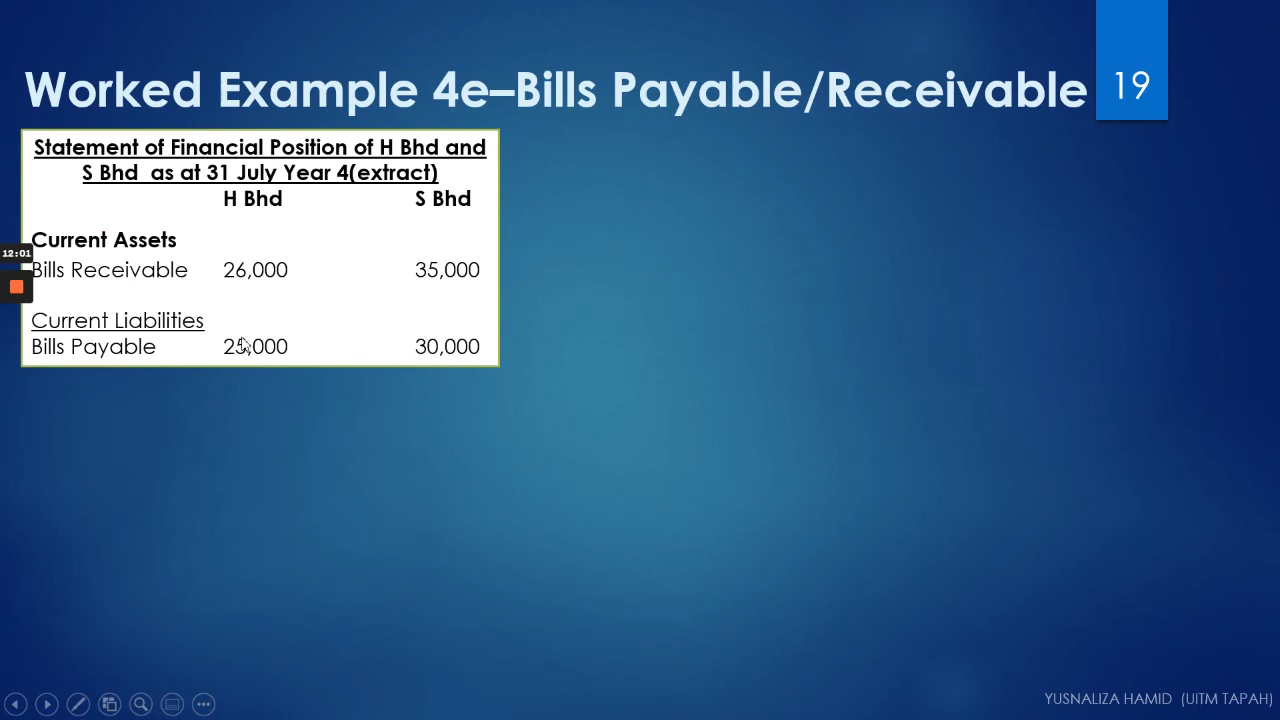 Worked Example 4e–Bills Payable/Receivable
19
Statement of Financial Position of H Bhd and
S Bhd as at 31 July Year 4(extract)
H Bhd S Bhd
Current Assets
12:01
Bills Receivable 26,000 35,000
Current Liabilities
Bills Payable 25,000 30,000
YUSNALIZA HAMID (UITM TAPAH)